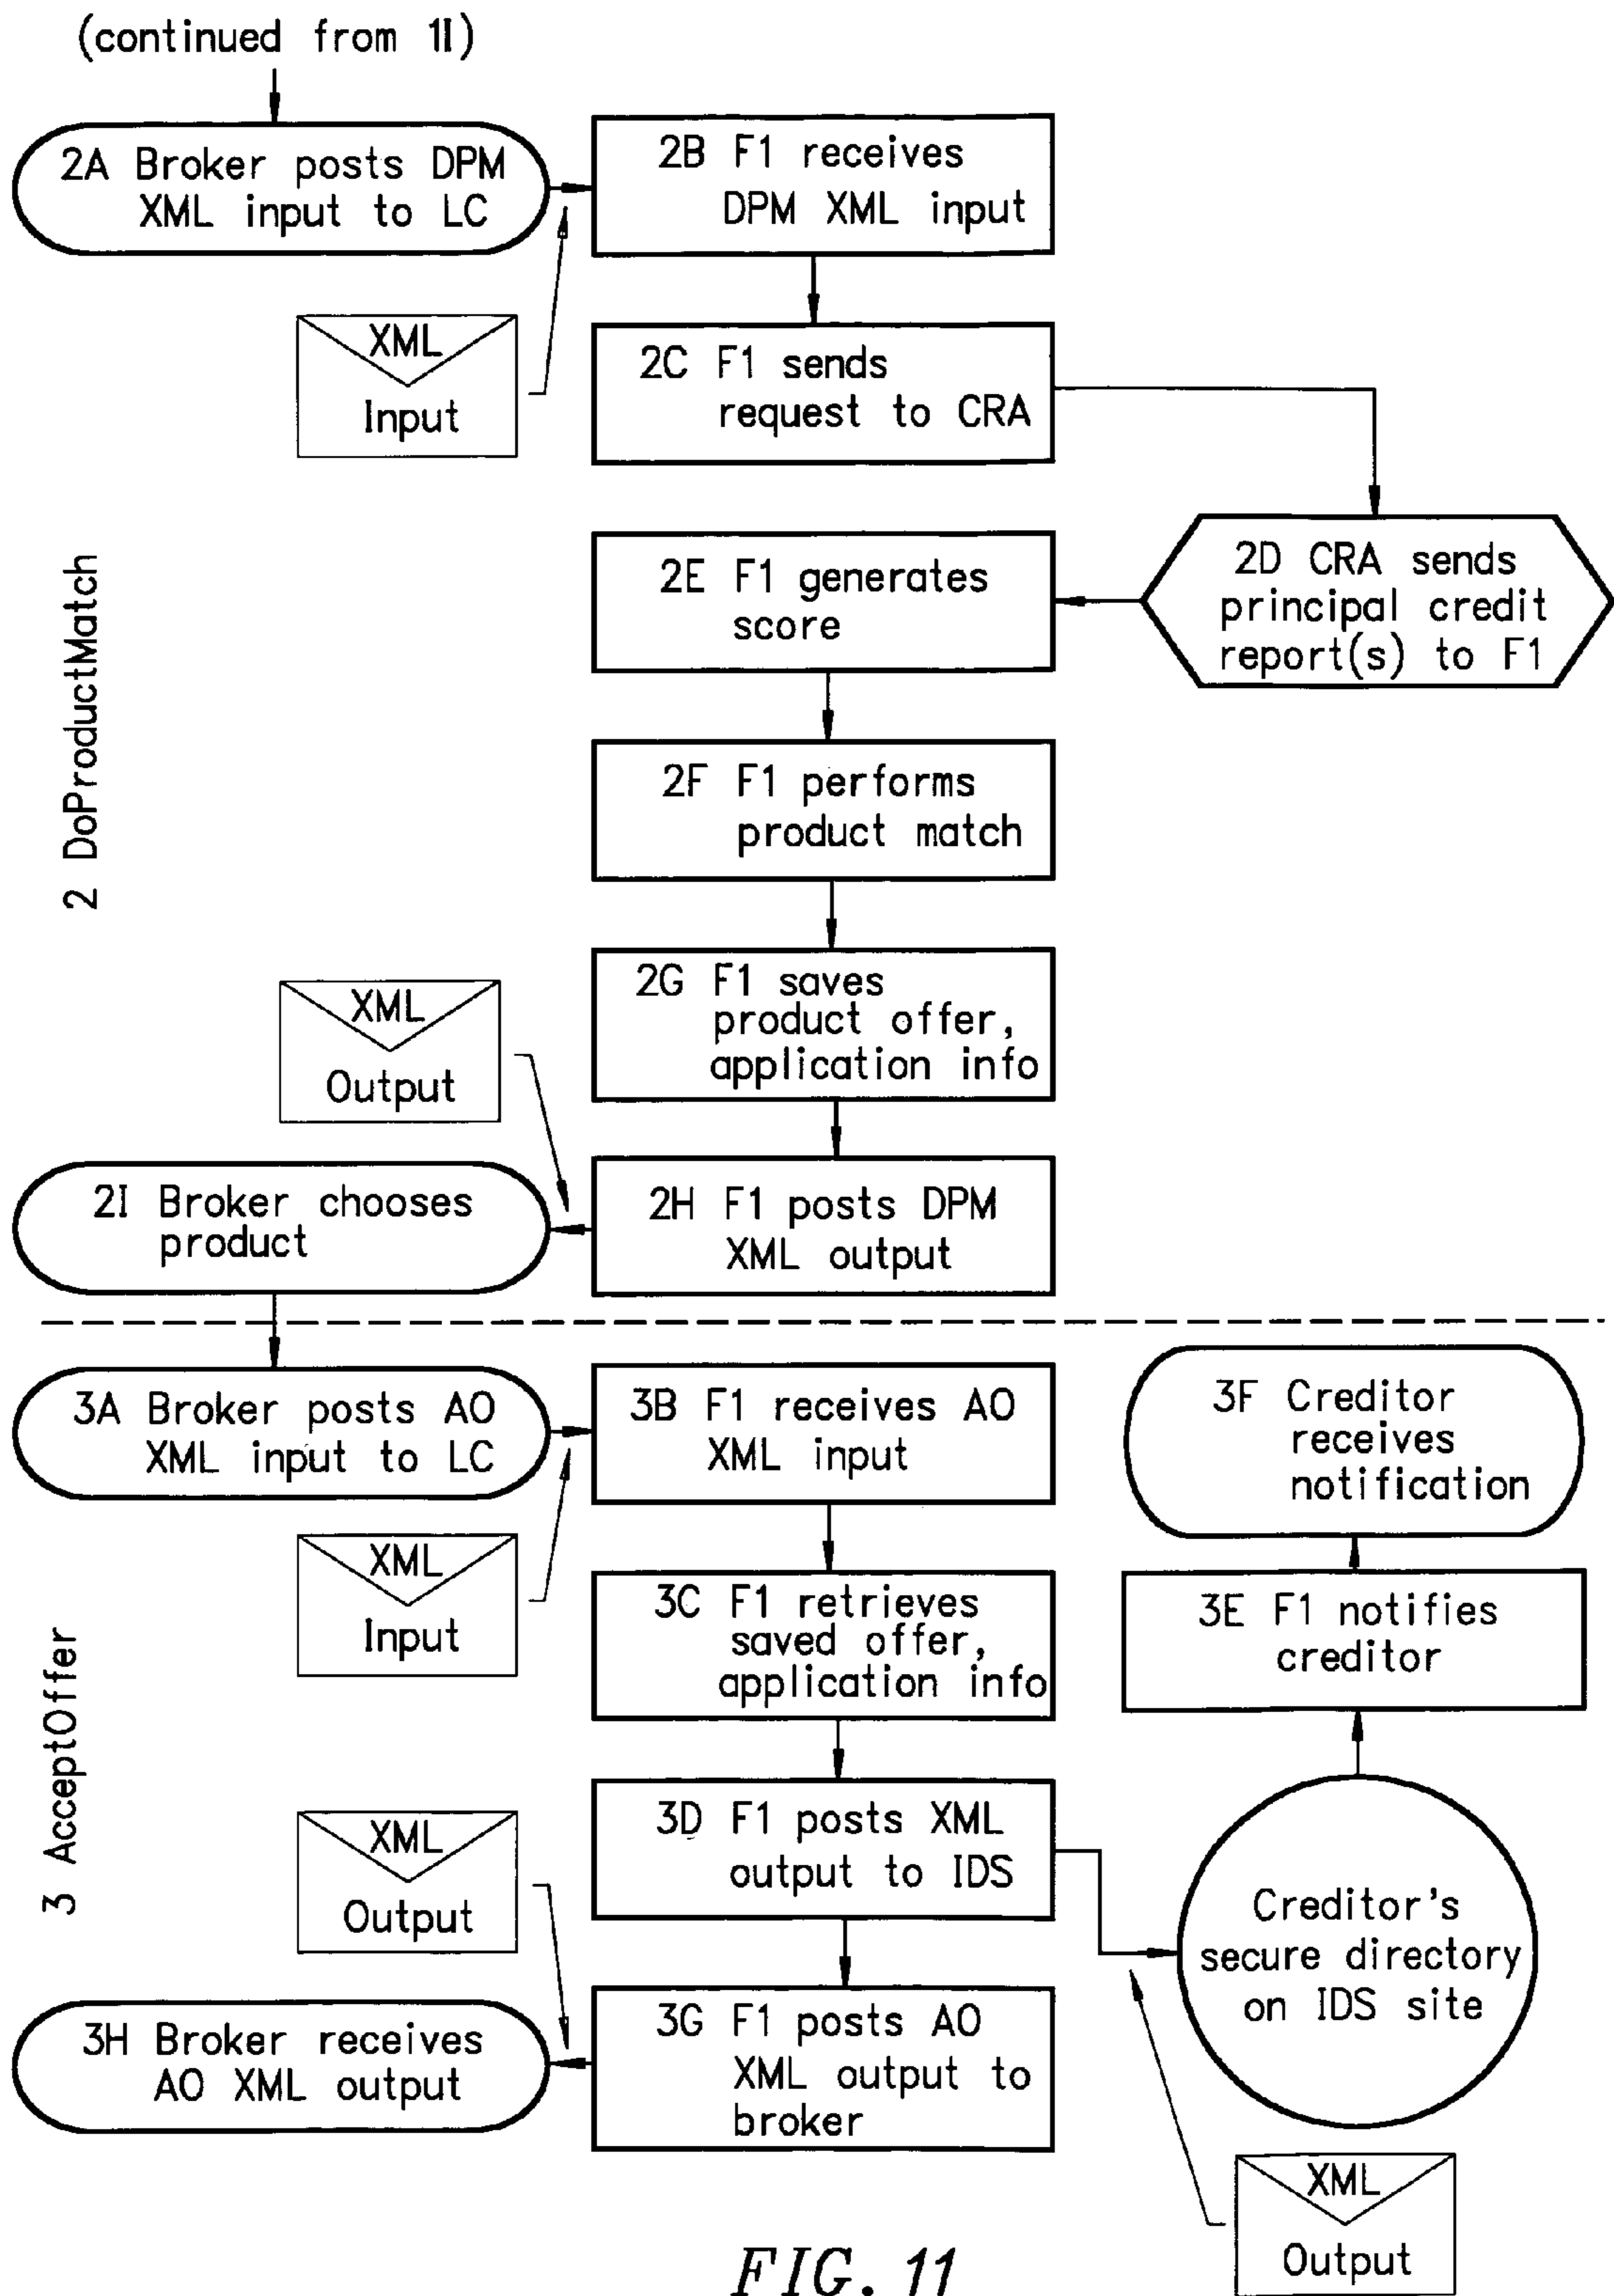 (continued from 1I)
2A Broker posts DPM
XML input to LC
2B F1 receives
DPM XML input
XML
Input
2C F1 sends
request to CRA
2D CRA sends
principal credit
report(s) to F1
2E F1 generates
score
2 DoProductMatch
2F F1 performs
product match
2G F1 saves
product offer,
application info
XML
Output
2H F1 posts DPM
XML output
2I Broker chooses
product
3A Broker posts AO
XML input to LC
3B F1 receives AO
XML input
3F Creditor
receives
notification
XML
Input
3C F1 retrieves
saved offer,
application info
3E F1 notifies
creditor
3 AcceptOffer
3D F1 posts XML
output to IDS
XML
Output
Creditor's
secure directory
on IDS site
3G F1 posts AO
XML output to
broker
3H Broker receives
AO XML output
XML
Output
FIG. 11